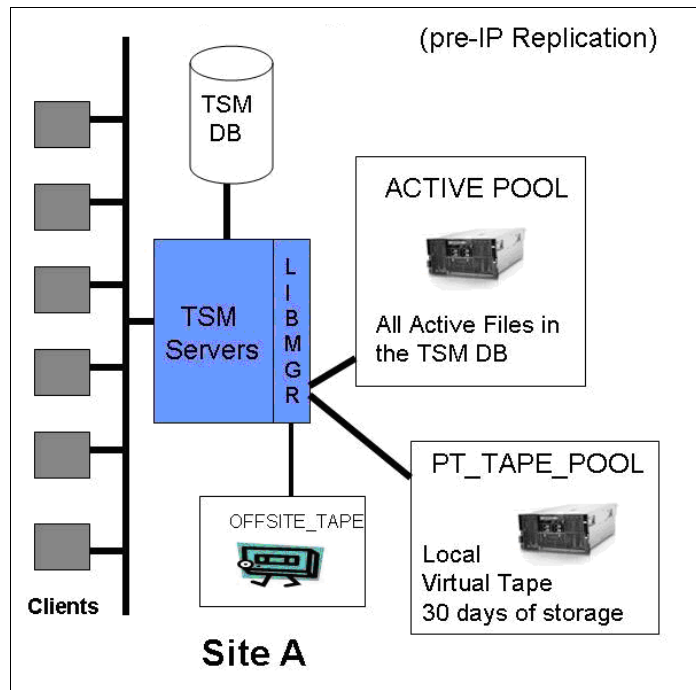 (pre-IP Replication)
TSM
DB
ACTIVE POOL
All Active Files in
the TSM DB
TSM
Servers
L
I
B
M
G
R
PT_TAPE_POOL
Local
Virtual Tape
30 days of storage
OFFSITE_TAPE
Clients
Site A